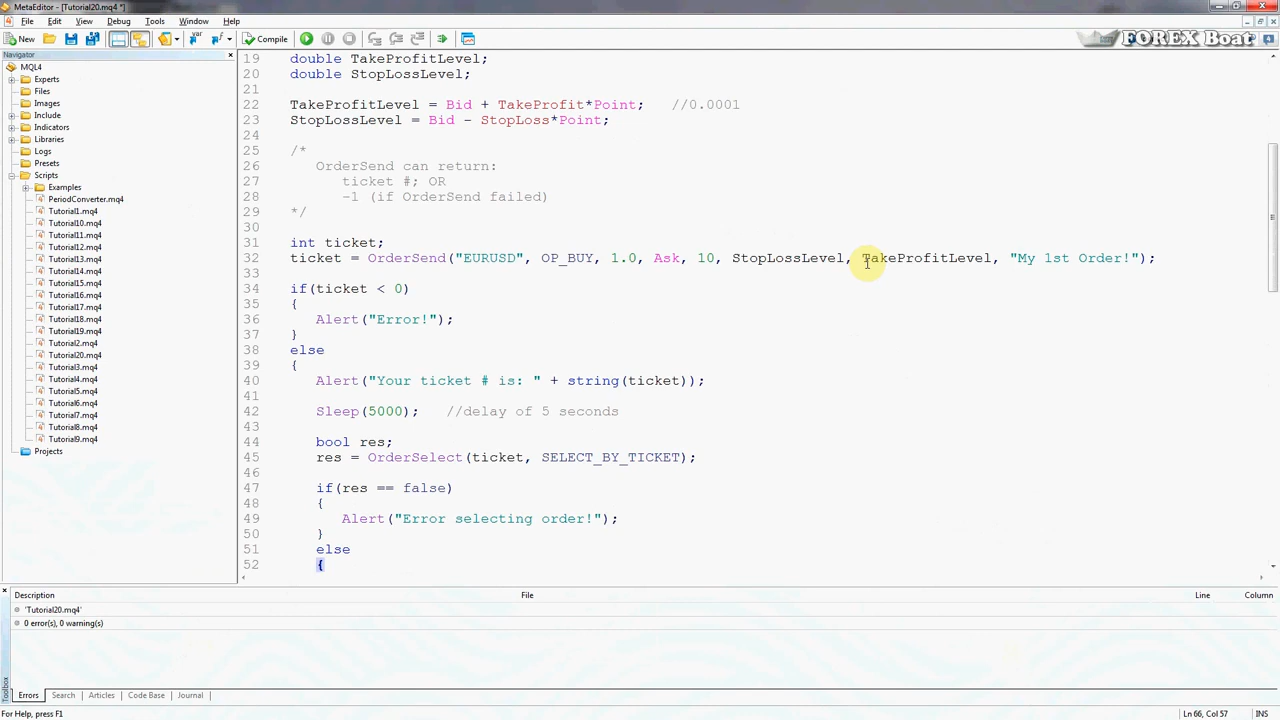 MetaEditor - [Tutorial20.mq4 *]
File Edit View Debug Tools Window Help
New Compile FOREX Boat
Navigator
MQL4
Experts
Files
Images
Include
Indicators
Libraries
Logs
Presets
Scripts
Examples
PeriodConverter.mq4
Tutorial1.mq4
Tutorial10.mq4
Tutorial11.mq4
Tutorial12.mq4
Tutorial13.mq4
Tutorial14.mq4
Tutorial15.mq4
Tutorial16.mq4
Tutorial17.mq4
Tutorial18.mq4
Tutorial19.mq4
Tutorial2.mq4
Tutorial20.mq4
Tutorial3.mq4
Tutorial4.mq4
Tutorial5.mq4
Tutorial6.mq4
Tutorial7.mq4
Tutorial8.mq4
Tutorial9.mq4
Projects
19 double TakeProfitLevel;
20 double StopLossLevel;
21
22 TakeProfitLevel = Bid + TakeProfit*Point; //0.0001
23 StopLossLevel = Bid - StopLoss*Point;
24
25 /*
26 OrderSend can return:
27 ticket #; OR
28 -1 (if OrderSend failed)
29 */
30
31 int ticket;
32 ticket = OrderSend("EURUSD", OP_BUY, 1.0, Ask, 10, StopLossLevel, TakeProfitLevel, "My 1st Order!");
33
34 if(ticket < 0)
35 {
36 Alert("Error!");
37 }
38 else
39 {
40 Alert("Your ticket # is: " + string(ticket));
41
42 Sleep(5000); //delay of 5 seconds
43
44 bool res;
45 res = OrderSelect(ticket, SELECT_BY_TICKET);
46
47 if(res == false)
48 {
49 Alert("Error selecting order!");
50 }
51 else
52 {
Description File Line Column
'Tutorial20.mq4'
0 error(s), 0 warning(s)
Toolbox
Errors Search Articles Code Base Journal
For Help, press F1 Ln 66, Col 57 INS